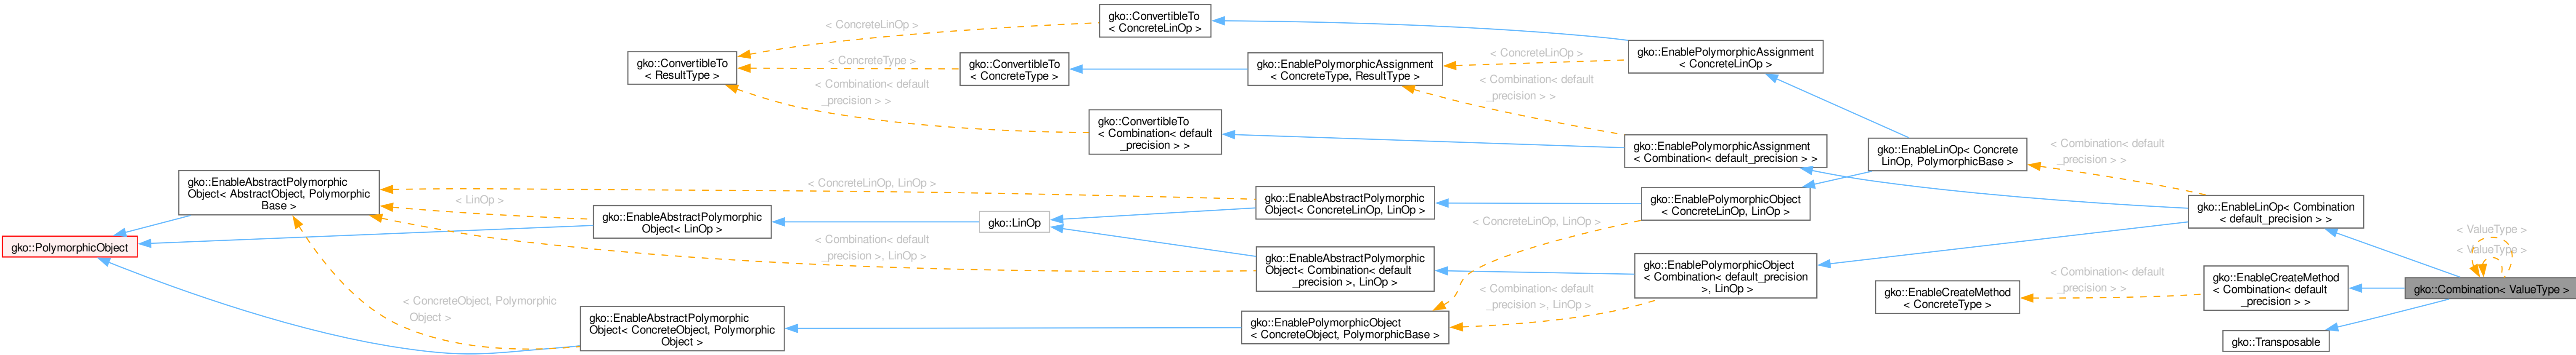 gko::PolymorphicObject
gko::EnableAbstractPolymorphic
Object< AbstractObject, Polymorphic
Base >
gko::ConvertibleTo
< ResultType >
gko::EnableAbstractPolymorphic
Object< LinOp >
gko::EnableAbstractPolymorphic
Object< ConcreteObject, Polymorphic
Object >
< ConcreteObject, Polymorphic
Object >
< LinOp >
< ConcreteLinOp >
< ConcreteType >
< Combination< default
_precision > >
< ConcreteLinOp, LinOp >
< Combination< default
_precision >, LinOp >
gko::ConvertibleTo
< ConcreteLinOp >
gko::ConvertibleTo
< ConcreteType >
gko::ConvertibleTo
< Combination< default
_precision > >
gko::LinOp
gko::EnablePolymorphicAssignment
< ConcreteType, ResultType >
gko::EnableAbstractPolymorphic
Object< ConcreteLinOp, LinOp >
gko::EnableAbstractPolymorphic
Object< Combination< default
_precision >, LinOp >
gko::EnablePolymorphicObject
< ConcreteObject, PolymorphicBase >
< ConcreteLinOp >
< Combination< default
_precision > >
< ConcreteLinOp, LinOp >
< Combination< default
_precision >, LinOp >
gko::EnablePolymorphicAssignment
< ConcreteLinOp >
gko::EnablePolymorphicAssignment
< Combination< default_precision > >
gko::EnablePolymorphicObject
< ConcreteLinOp, LinOp >
gko::EnablePolymorphicObject
< Combination< default_precision
>, LinOp >
gko::EnableLinOp< Concrete
LinOp, PolymorphicBase >
gko::EnableCreateMethod
< ConcreteType >
< Combination< default
_precision > >
< Combination< default
_precision > >
gko::EnableLinOp< Combination
< default_precision > >
gko::EnableCreateMethod
< Combination< default
_precision > >
gko::Transposable
< ValueType >
< ValueType >
gko::Combination< ValueType >